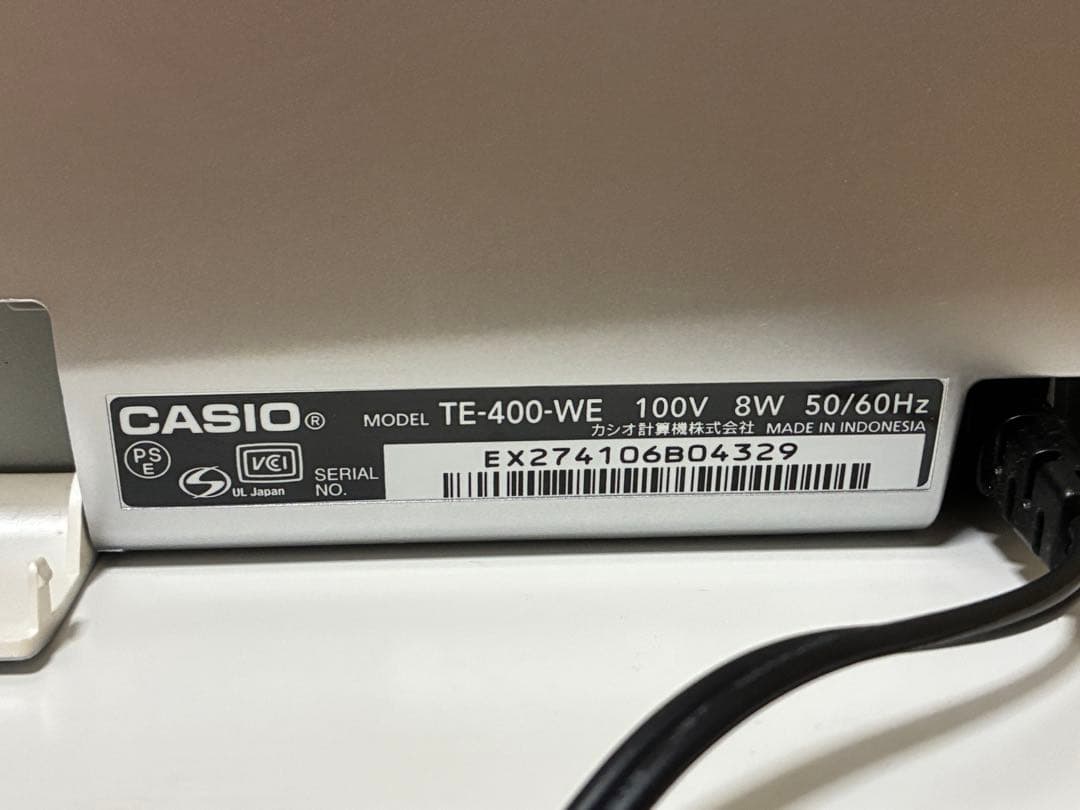 CASIO®
MODEL TE-400-WE 100V 8W 50/60Hz
カシオ計算機株式会社 MADE IN INDONESIA
PS
E
S
UL Japan
VCI
SERIAL
NO.
EX274106B04329